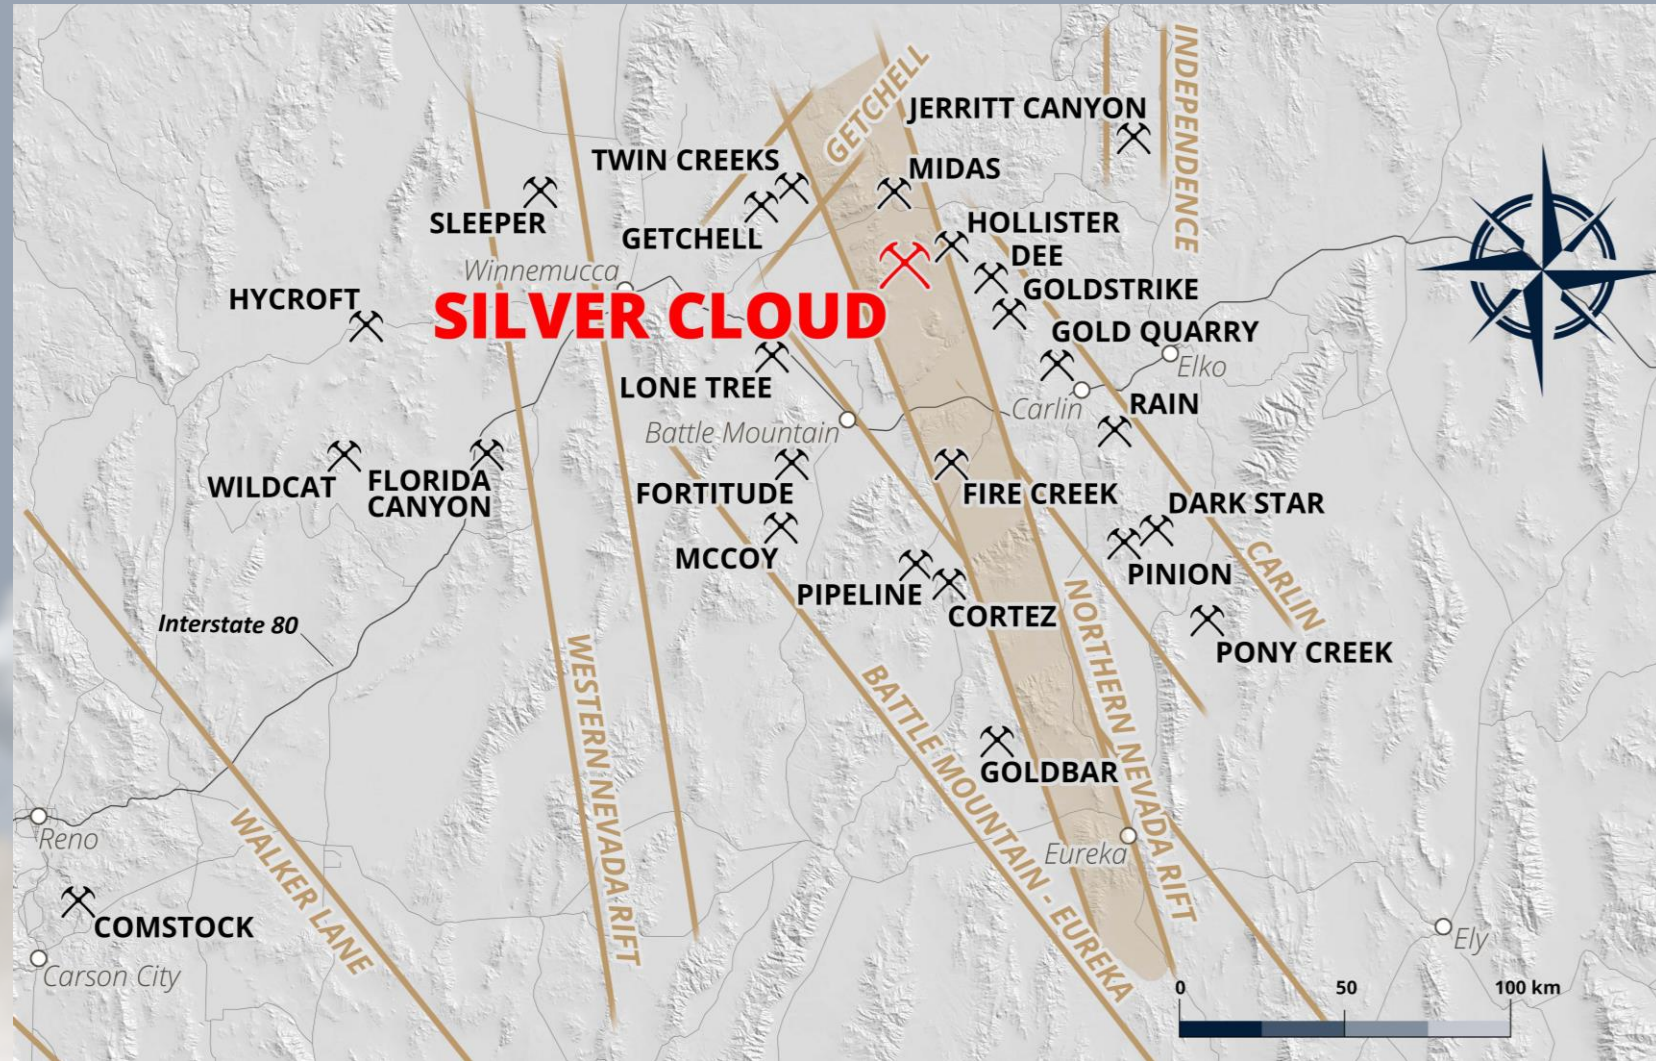 INDEPENDENCE
GETCHELL
JERRITT CANYON
TWIN CREEKS
MIDAS
SLEEPER
GETCHELL
HOLLISTER
DEE
Winnemucca
GOLDSTRIKE
HYCROFT
SILVER CLOUD
GOLD QUARRY
Elko
LONE TREE
Carlin
RAIN
Battle Mountain
WILDCAT
FLORIDA
CANYON
FORTITUDE
FIRE CREEK
DARK STAR
MCCOY
PINION
CARLIN
PIPELINE
CORTEZ
Interstate 80
PONY CREEK
NORTHERN NEVADA RIFT
WESTERN NEVADA RIFT
BATTLE MOUNTAIN - EUREKA
GOLDBAR
Reno
WALKER LANE
Eureka
COMSTOCK
Ely
Carson City
0 50 100 km